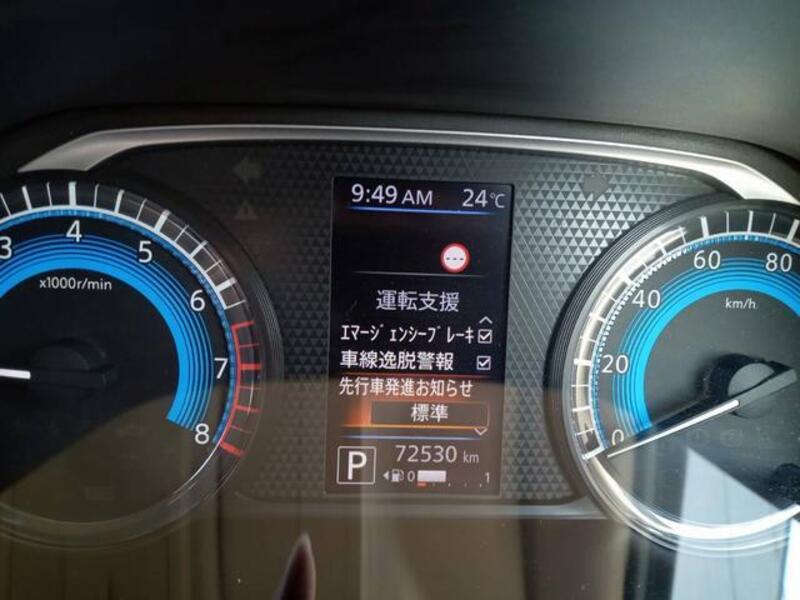 9:49 AM 24℃
---
運転支援
エマージェンシーブレーキ
車線逸脱警報
先行車発進お知らせ
標準
P 72530 km
0 1
3 4 5 6 7 8
x1000r/min
0 20 40 60 80
km/h